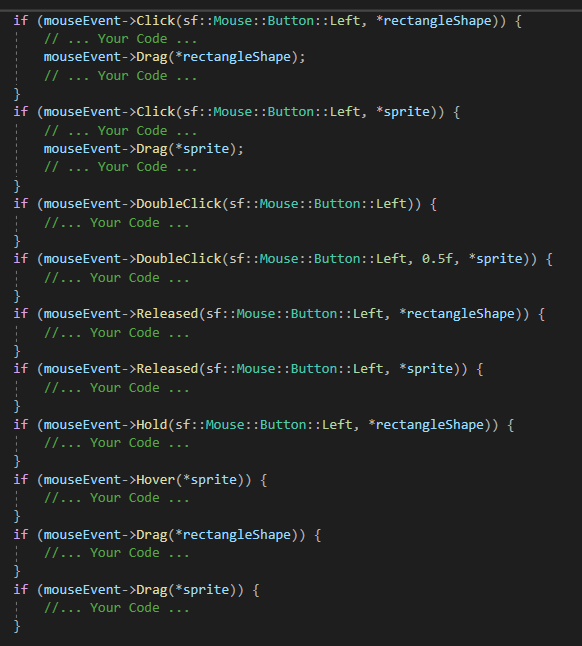 if (mouseEvent->Click(sf::Mouse::Button::Left, *rectangleShape)) {
// ... Your Code ...
mouseEvent->Drag(*rectangleShape);
// ... Your Code ...
}
if (mouseEvent->Click(sf::Mouse::Button::Left, *sprite)) {
// ... Your Code ...
mouseEvent->Drag(*sprite);
// ... Your Code ...
}
if (mouseEvent->DoubleClick(sf::Mouse::Button::Left)) {
//... Your Code ...
}
if (mouseEvent->DoubleClick(sf::Mouse::Button::Left, 0.5f, *sprite)) {
//... Your Code ...
}
if (mouseEvent->Released(sf::Mouse::Button::Left, *rectangleShape)) {
//... Your Code ...
}
if (mouseEvent->Released(sf::Mouse::Button::Left, *sprite)) {
//... Your Code ...
}
if (mouseEvent->Hold(sf::Mouse::Button::Left, *rectangleShape)) {
//... Your Code ...
}
if (mouseEvent->Hover(*sprite)) {
//... Your Code ...
}
if (mouseEvent->Drag(*rectangleShape)) {
//... Your Code ...
}
if (mouseEvent->Drag(*sprite)) {
//... Your Code ...
}